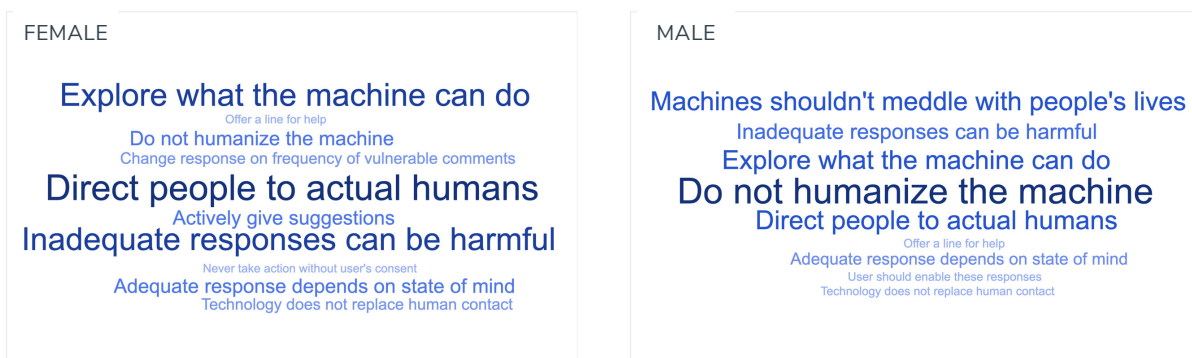 FEMALE
Explore what the machine can do
Offer a line for help
Do not humanize the machine
Change response on frequency of vulnerable comments
Direct people to actual humans
Actively give suggestions
Inadequate responses can be harmful
Never take action without user's consent
Adequate response depends on state of mind
Technology does not replace human contact
MALE
Machines shouldn't meddle with people's lives
Inadequate responses can be harmful
Explore what the machine can do
Do not humanize the machine
Direct people to actual humans
Offer a line for help
Adequate response depends on state of mind
User should enable these responses
Technology does not replace human contact